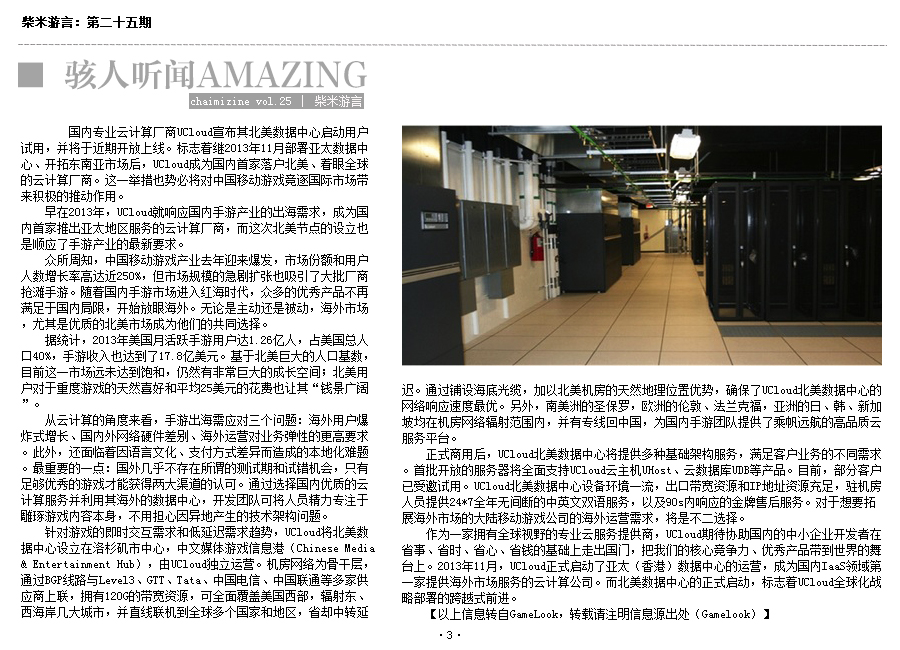 柴米游言：第二十五期
骇人听闻AMAZING
chaimizine vol.25 | 柴米游言
国内专业云计算厂商UCloud宣布其北美数据中心启动用户
试用，并将于近期开放上线。标志着继2013年11月部署亚太数据中
心、开拓东南亚市场后，UCloud成为国内首家落户北美、着眼全球
的云计算厂商。这一举措也势必将对中国移动游戏竞逐国际市场带
来积极的推动作用。
早在2013年，UCloud就响应国内手游产业的出海需求，成为国
内首家推出亚太地区服务的云计算厂商，而这次北美节点的设立也
是顺应了手游产业的最新要求。
众所周知，中国移动游戏产业去年迎来爆发，市场份额和用户
人数增长率高达近250%，但市场规模的急剧扩张也吸引了大批厂商
抢滩手游。随着国内手游市场进入红海时代，众多的优秀产品不再
满足于国内局限，开始放眼海外。无论是主动还是被动，海外市场
，尤其是优质的北美市场成为他们的共同选择。
据统计，2013年美国月活跃手游用户达1.26亿人，占美国总人
口40%，手游收入也达到了17.8亿美元。基于北美巨大的人口基数，
目前这一市场远未达到饱和，仍然有非常巨大的成长空间；北美用
户对于重度游戏的天然喜好和平均25美元的花费也让其“钱景广阔
”。
从云计算的角度来看，手游出海需应对三个问题：海外用户爆
炸式增长、国内外网络硬件差别、海外运营对业务弹性的更高要求
。此外，还面临着因语言文化、支付方式差异而造成的本地化难题
。最重要的一点：国外几乎不存在所谓的测试期和试错机会，只有
足够优秀的游戏才能获得两大渠道的认可。通过选择国内优质的云
计算服务并利用其海外的数据中心，开发团队可将人员精力专注于
雕琢游戏内容本身，不用担心因异地产生的技术架构问题。
针对游戏的即时交互需求和低延迟需求趋势，UCloud将北美数
据中心设立在洛杉矶市中心，中文媒体游戏信息港（Chinese Media
& Entertainment Hub），由UCloud独立运营。机房网络为骨干层，
通过BGP线路与Level3、GTT、Tata、中国电信、中国联通等多家供
应商上联，拥有120G的带宽资源，可全面覆盖美国西部，辐射东、
西海岸几大城市，并直线联机到全球多个国家和地区，省却中转延
迟。通过铺设海底光缆，加以北美机房的天然地理位置优势，确保了UCloud北美数据中心的
网络响应速度最优。另外，南美洲的圣保罗，欧洲的伦敦、法兰克福，亚洲的日、韩、新加
坡均在机房网络辐射范围内，并有专线回中国，为国内手游团队提供了乘帆远航的高品质云
服务平台。
正式商用后，UCloud北美数据中心将提供多种基础架构服务，满足客户业务的不同需求
。首批开放的服务器将全面支持UCloud云主机UHost、云数据库UDB等产品。目前，部分客户
已受邀试用。UCloud北美数据中心设备环境一流，出口带宽资源和IP地址资源充足，驻机房
人员提供24*7全年无间断的中英文双语服务，以及90s内响应的金牌售后服务。对于想要拓
展海外市场的大陆移动游戏公司的海外运营需求，将是不二选择。
作为一家拥有全球视野的专业云服务提供商，UCloud期待协助国内的中小企业开发者在
省事、省时、省心、省钱的基础上走出国门，把我们的核心竞争力、优秀产品带到世界的舞
台上。2013年11月，UCloud正式启动了亚太（香港）数据中心的运营，成为国内IaaS领域第
一家提供海外市场服务的云计算公司。而北美数据中心的正式启动，标志着UCloud全球化战
略部署的跨越式前进。
【以上信息转自GameLook，转载请注明信息源出处（Gamelook）】
·3·